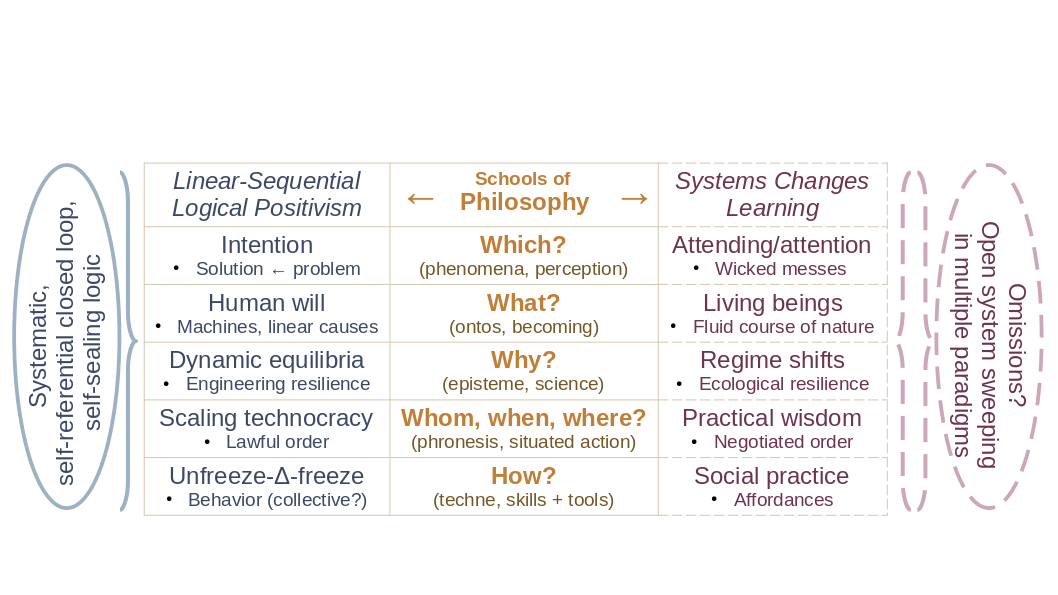 Systematic,
self-referential closed loop,
self-sealing logic
Linear-Sequential
Logical Positivism
← Schools of
Philosophy →
Systems Changes
Learning
Intention
• Solution ← problem
Which?
(phenomena, perception)
Attending/attention
• Wicked messes
Human will
• Machines, linear causes
What?
(ontos, becoming)
Living beings
• Fluid course of nature
Dynamic equilibria
• Engineering resilience
Why?
(episteme, science)
Regime shifts
• Ecological resilience
Scaling technocracy
• Lawful order
Whom, when, where?
(phronesis, situated action)
Practical wisdom
• Negotiated order
Unfreeze-Δ-freeze
• Behavior (collective?)
How?
(techne, skills + tools)
Social practice
• Affordances
Omissions?
Open system sweeping
in multiple paradigms